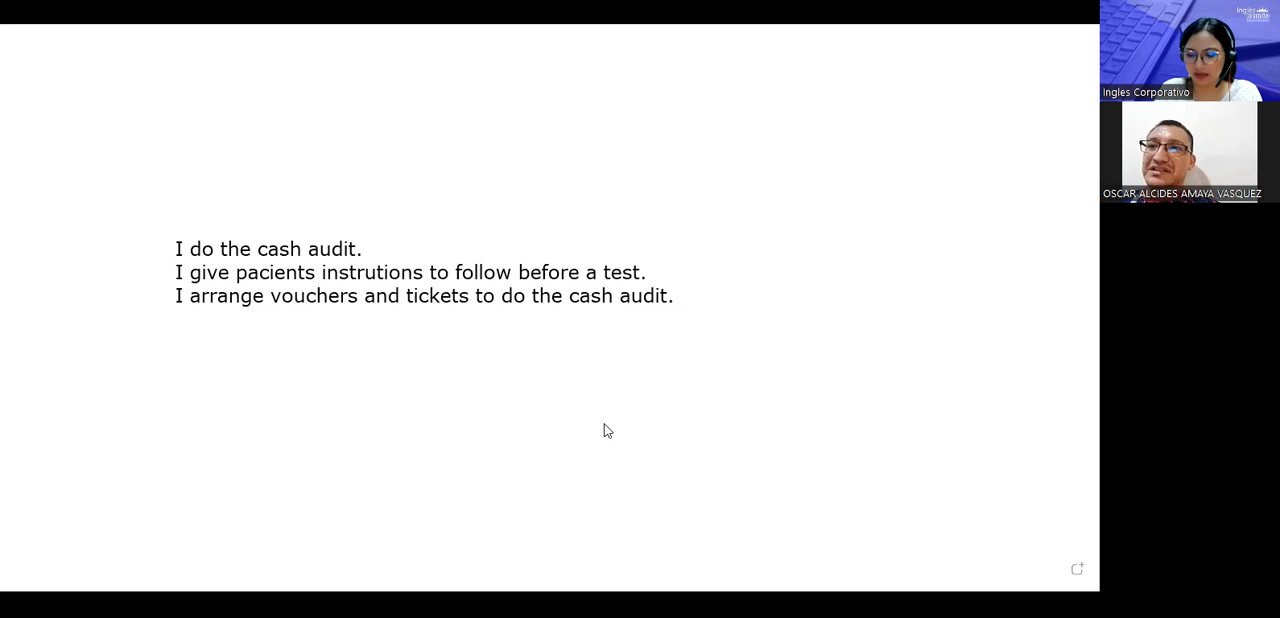 I do the cash audit.
I give pacients instrutions to follow before a test.
I arrange vouchers and tickets to do the cash audit.
Ingles
Ingles Corporativo
OSCAR ALCIDES AMAYA VASQUEZ